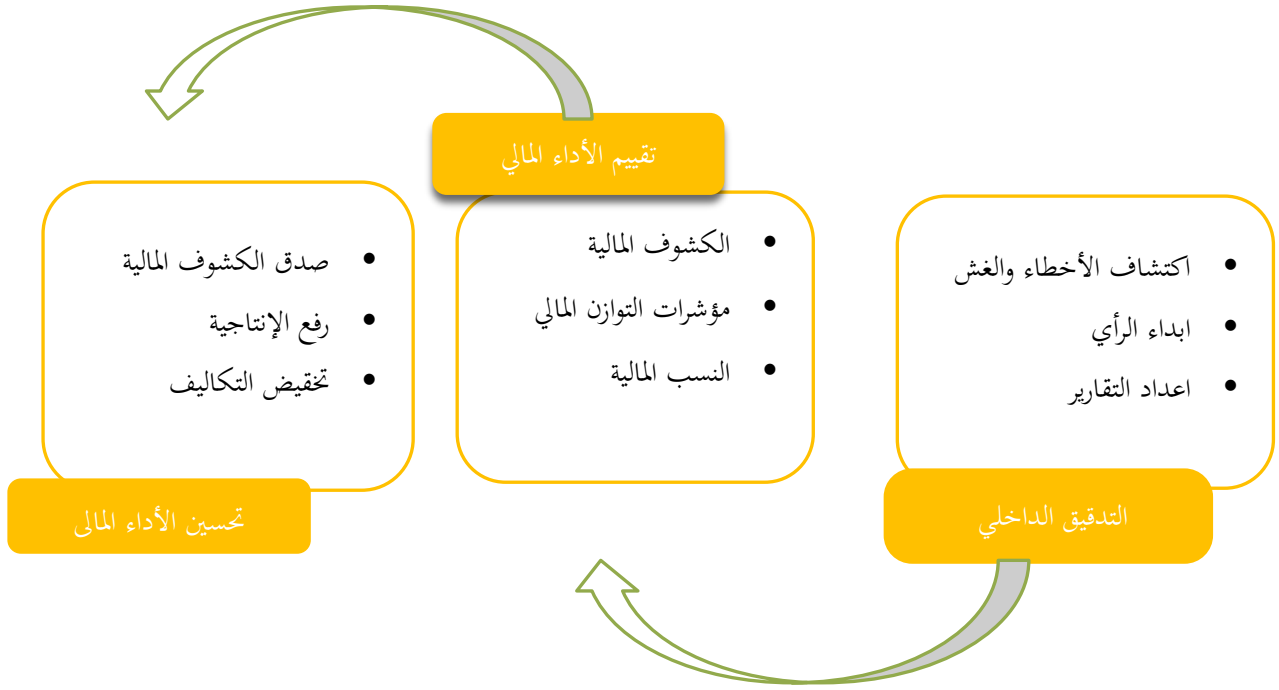 اكتشاف الأخطاء والغش
ابداء الرأي
اعداد التقارير
التدقيق الداخلي
تقييم الأداء المالي
الكشوف المالية
مؤشرات التوازن المالي
النسب المالية
صدق الكشوف المالية
رفع الإنتاجية
تخقيض التكاليف
تحسين الأداء المالى